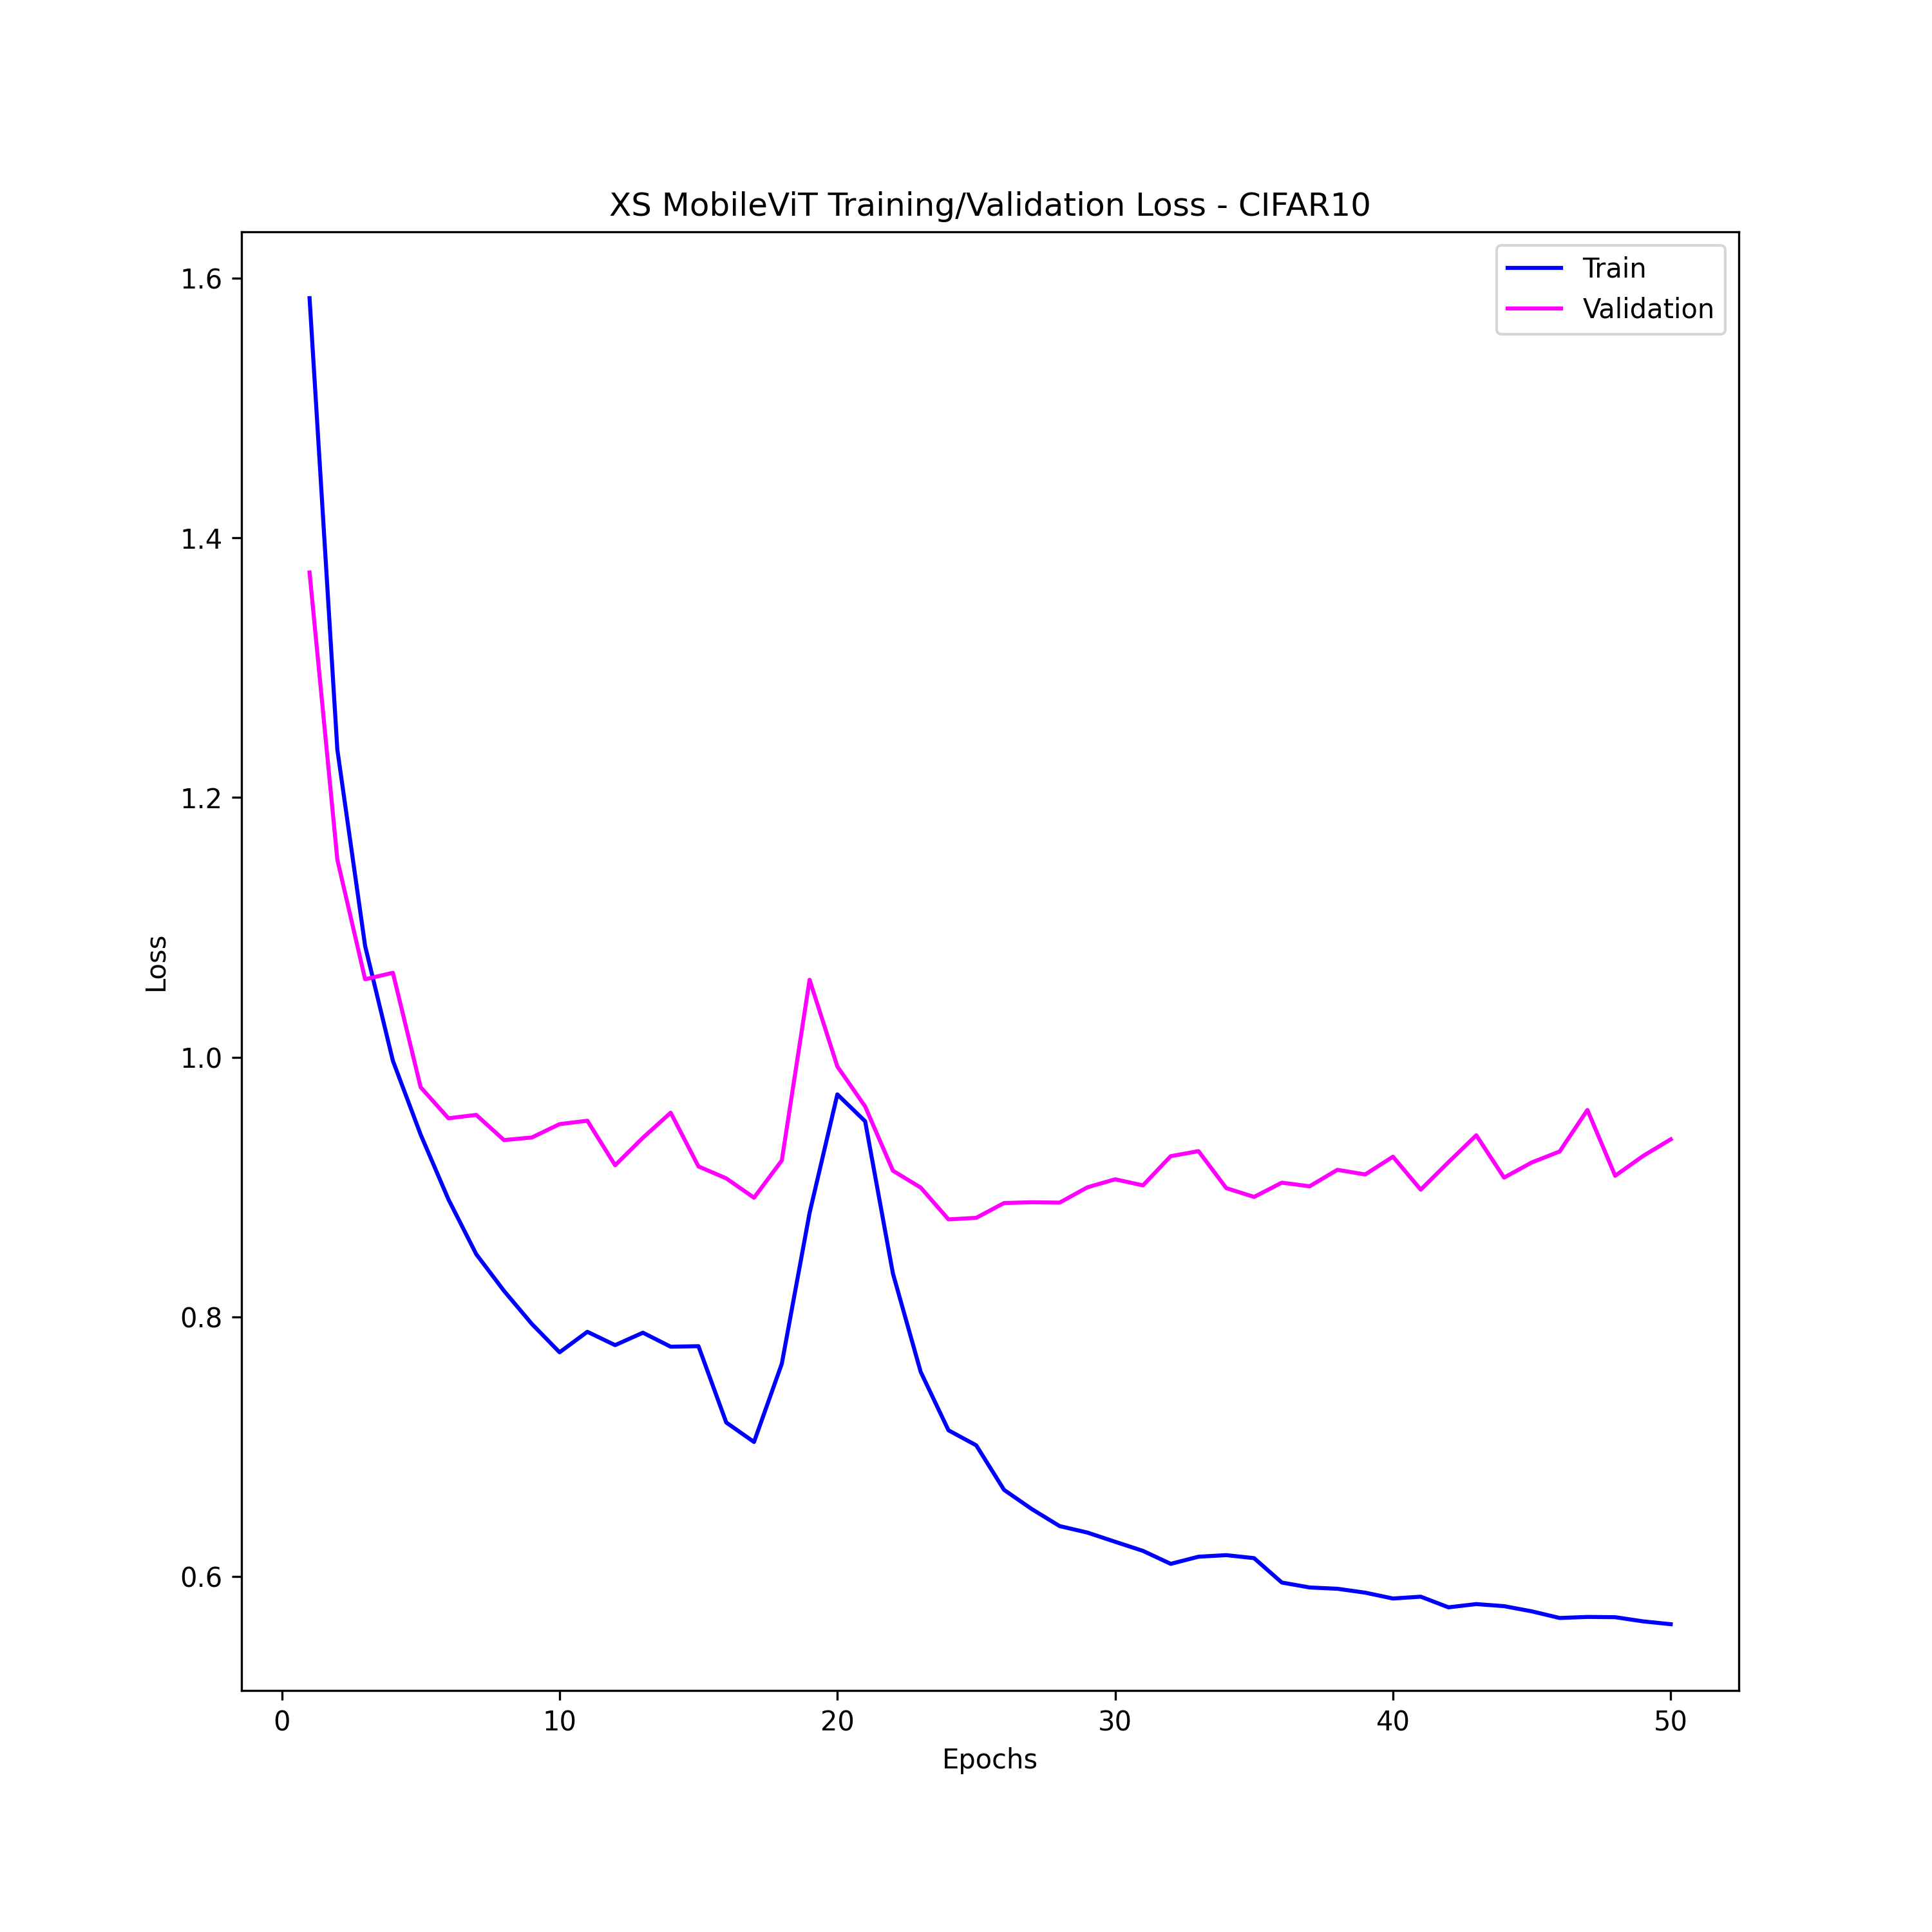 XS MobileViT Training/Validation Loss - CIFAR10
Train
Validation
1.6
1.4
1.2
1.0
0.8
0.6
Loss
0
10
20
30
40
50
Epochs